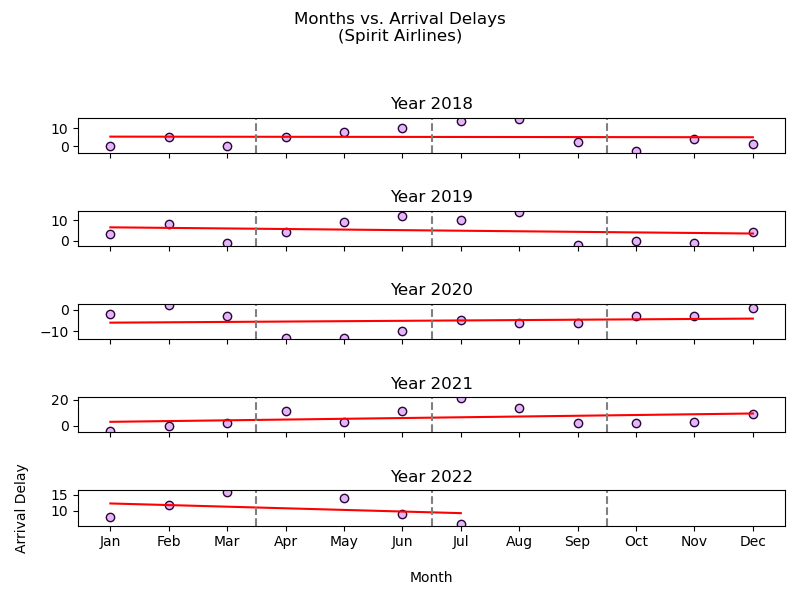 Months vs. Arrival Delays
(Spirit Airlines)
Year 2018
10
0
Year 2019
10
0
Year 2020
0
−10
Year 2021
20
0
Year 2022
15
10
Arrival Delay
Jan Feb Mar Apr May Jun Jul Aug Sep Oct Nov Dec
Month